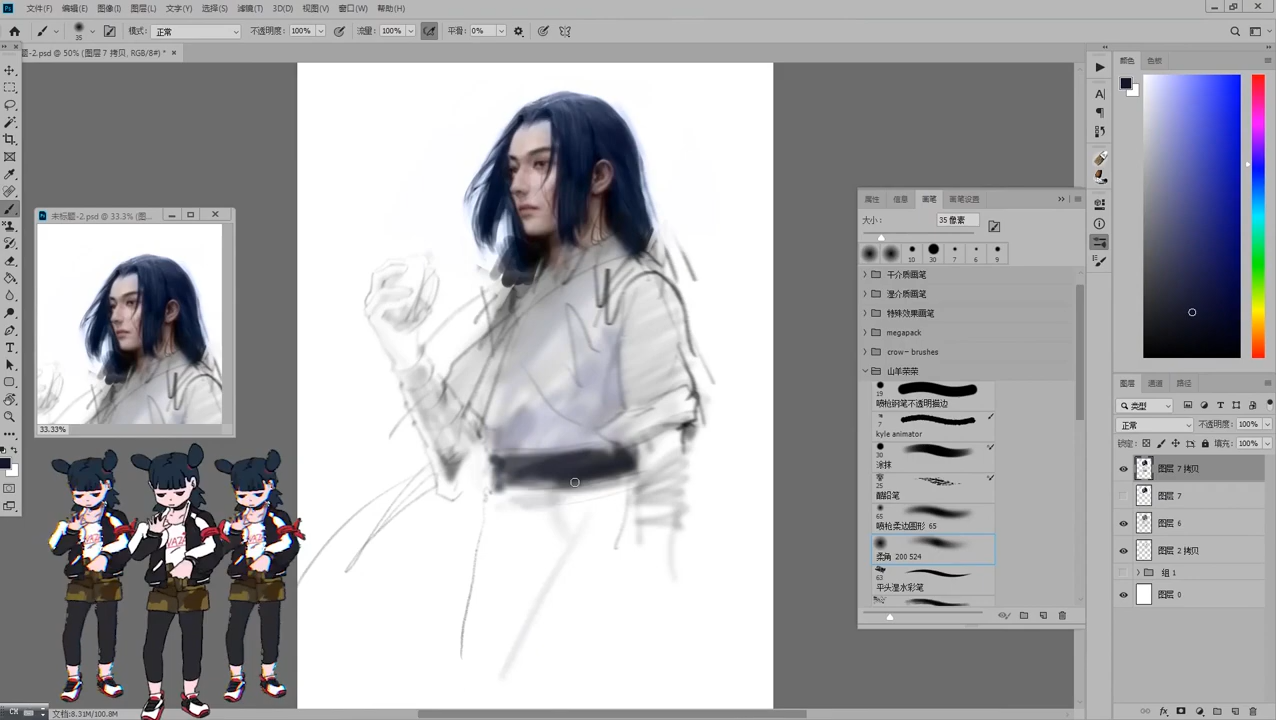 文件(F) 编辑(E) 图像(I) 图层(L) 文字(Y) 选择(S) 滤镜(T) 3D(D) 视图(V) 窗口(W) 帮助(H)
35 模式: 正常 不透明度: 100% 流量: 100% 平滑: 0%
题-2.psd @ 50% (图层 7 拷贝, RGB/8#) *
未标题-2.psd @ 33.3% (图...
33.33%
属性 信息 画笔 画笔设置
大小: 35 像素
10 30 7 6 9
干介质画笔
湿介质画笔
特殊效果画笔
megapack
crow- brushes
山羊荣荣
19
喷枪钢笔不透明描边
7
kyle animator
30
涂抹
25
醋铅笔
65
喷枪柔边圆形 65
柔角 200 524
63
平头湿水彩笔
颜色 色板
图层 通道 路径
类型
正常 不透明度: 100%
锁定: 填充: 100%
图层 7 拷贝
图层 7
图层 6
图层 2 拷贝
组 1
图层 0
CH
文档:8.31M/100.8M